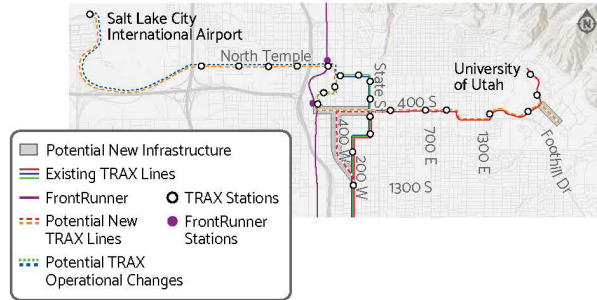 Salt Lake City
International Airport
N
North Temple
State St
University
of Utah
400 S
400 W
200 W
700 E
1300 E
Foothill Dr
1300 S
Potential New Infrastructure
Existing TRAX Lines
FrontRunner
TRAX Stations
Potential New
TRAX Lines
FrontRunner
Stations
Potential TRAX
Operational Changes